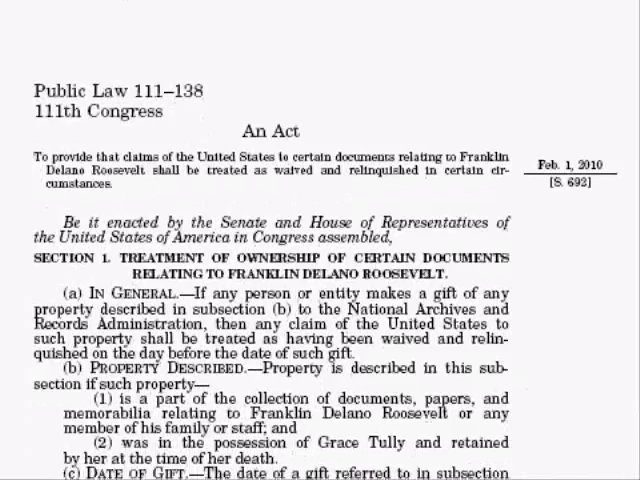 Public Law 111–138
111th Congress
An Act
To provide that claims of the United States to certain documents relating to Franklin
Delano Roosevelt shall be treated as waived and relinquished in certain cir-
cumstances.
Feb. 1, 2010
[S. 692]
Be it enacted by the Senate and House of Representatives of
the United States of America in Congress assembled,
SECTION 1. TREATMENT OF OWNERSHIP OF CERTAIN DOCUMENTS
RELATING TO FRANKLIN DELANO ROOSEVELT.
(a) IN GENERAL.—If any person or entity makes a gift of any
property described in subsection (b) to the National Archives and
Records Administration, then any claim of the United States to
such property shall be treated as having been waived and relin-
quished on the day before the date of such gift.
(b) PROPERTY DESCRIBED.—Property is described in this sub-
section if such property—
(1) is a part of the collection of documents, papers, and
memorabilia relating to Franklin Delano Roosevelt or any
member of his family or staff; and
(2) was in the possession of Grace Tully and retained
by her at the time of her death.
(c) DATE OF GIFT.—The date of a gift referred to in subsection